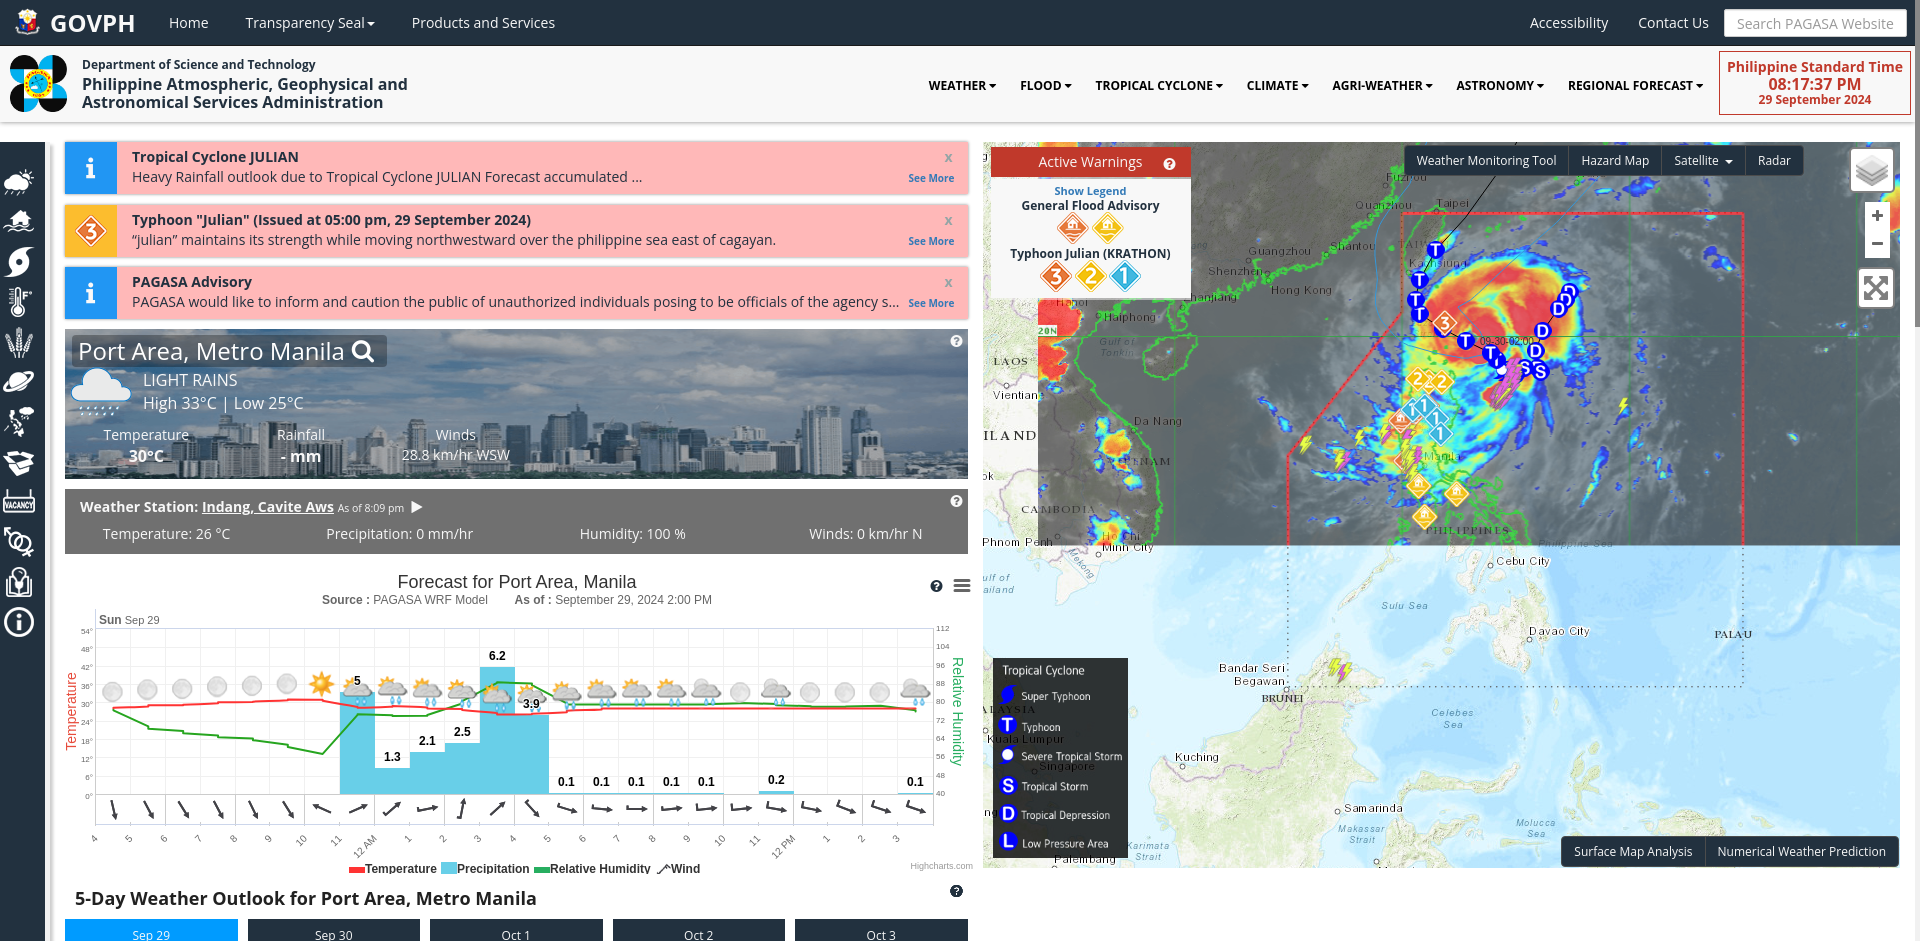 GOVPH
Home
Transparency Seal
Products and Services
Accessibility
Contact Us
Search PAGASA Website
Department of Science and Technology
Philippine Atmospheric, Geophysical and
Astronomical Services Administration
WEATHER
FLOOD
TROPICAL CYCLONE
CLIMATE
AGRI-WEATHER
ASTRONOMY
REGIONAL FORECAST
Philippine Standard Time
08:17:37 PM
29 September 2024
VACANCY
Tropical Cyclone JULIAN
x
Heavy Rainfall outlook due to Tropical Cyclone JULIAN Forecast accumulated ...
See More
3
Typhoon "Julian" (Issued at 05:00 pm, 29 September 2024)
x
“julian” maintains its strength while moving northwestward over the philippine sea east of cagayan.
See More
PAGASA Advisory
x
PAGASA would like to inform and caution the public of unauthorized individuals posing to be officials of the agency s...
See More
Port Area, Metro Manila
LIGHT RAINS
High 33°C | Low 25°C
Temperature
Rainfall
Winds
30°C
- mm
28.8 km/hr WSW
Weather Station: Indang, Cavite Aws As of 8:09 pm
Temperature: 26 °C
Precipitation: 0 mm/hr
Humidity: 100 %
Winds: 0 km/hr N
Forecast for Port Area, Manila
Source : PAGASA WRF Model As of : September 29, 2024 2:00 PM
Sun Sep 29
Temperature
54°
48°
42°
36°
30°
24°
18°
12°
6°
0°
5
1.3
2.1
2.5
6.2
3.9
0.1
0.1
0.1
0.1
0.1
0.2
0.1
112
104
96
88
80
72
64
56
48
40
Relative Humidity
4 5 6 7 8 9 10 11 12 AM 1 2 3 4 5 6 7 8 9 10 11 12 PM 1 2 3
Temperature Precipitation Relative Humidity Wind
Highcharts.com
5-Day Weather Outlook for Port Area, Metro Manila
Sep 29
Sep 30
Oct 1
Oct 2
Oct 3
Active Warnings
Show Legend
General Flood Advisory
Typhoon Julian (KRATHON)
3 2 1
Weather Monitoring Tool
Hazard Map
Satellite
Radar
+
−
Fuzhou
Quanzhou
Taipei
Guangzhou
Shantou
Kaohsiung
Shenzhen
Hong Kong
Zhanjiang
Hanoi
Haiphong
20N
Gulf of
Tonkin
LAOS
Vientian
09-30-02:00
Da Nang
ILAND
VIETNAM
Manila
CAMBODIA
PHILIPPINES
Phnom Penh
Ho Chi
Minh City
Mekong
Philippine Sea
Cebu City
ulf of
ailand
Sulu Sea
Davao City
PALAU
Bandar Seri
Begawan
BRUNEI
Celebes
Sea
Kuching
Samarinda
Makassar
Strait
Molucca
Sea
Karimata
Strait
Palembang
Kuala Lumpur
Singapore
Tropical Cyclone
Super Typhoon
T Typhoon
Severe Tropical Storm
S Tropical Storm
D Tropical Depression
L Low Pressure Area
Surface Map Analysis
Numerical Weather Prediction